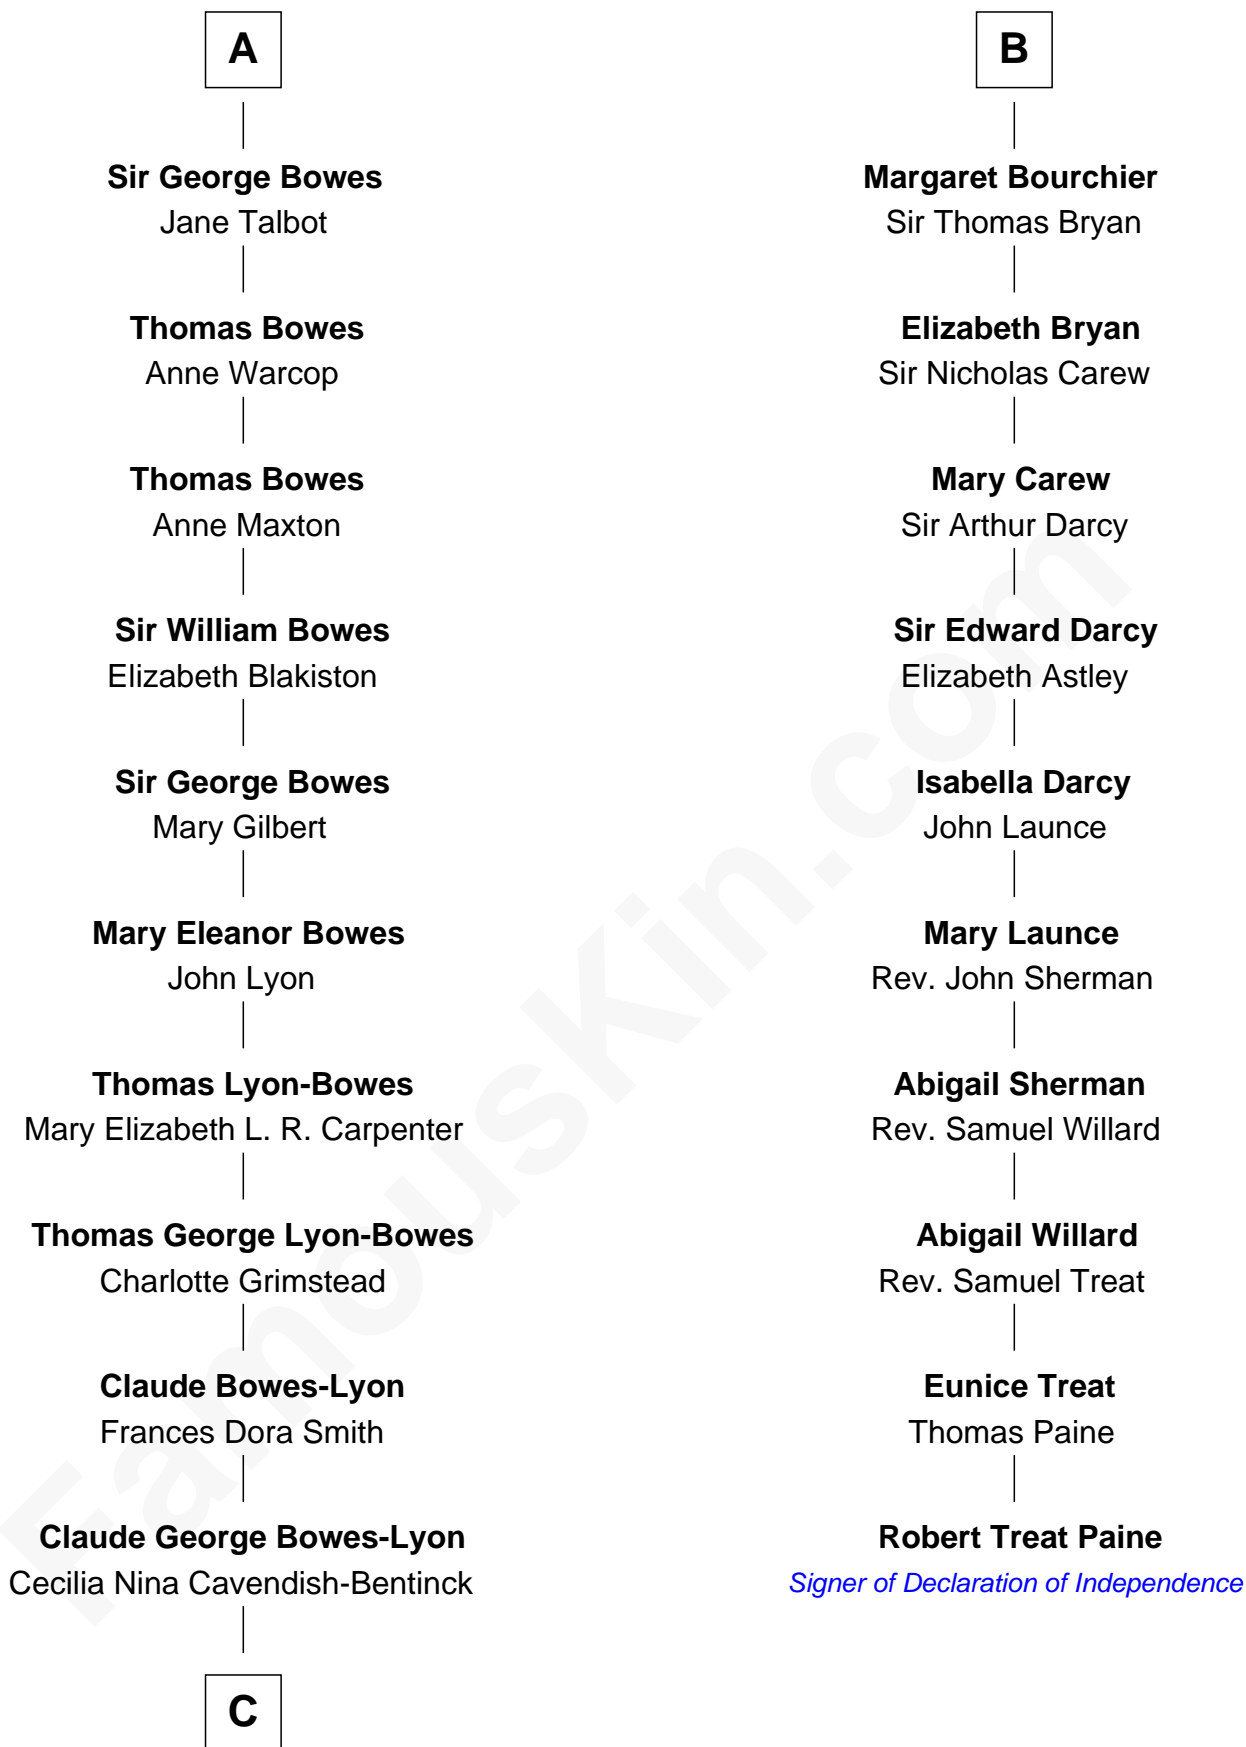 A
Sir George Bowes
Jane Talbot
Thomas Bowes
Anne Warcop
Thomas Bowes
Anne Maxton
Sir William Bowes
Elizabeth Blakiston
Sir George Bowes
Mary Gilbert
Mary Eleanor Bowes
John Lyon
Thomas Lyon-Bowes
Mary Elizabeth L. R. Carpenter
Thomas George Lyon-Bowes
Charlotte Grimstead
Claude Bowes-Lyon
Frances Dora Smith
Claude George Bowes-Lyon
Cecilia Nina Cavendish-Bentinck
C
B
Margaret Bourchier
Sir Thomas Bryan
Elizabeth Bryan
Sir Nicholas Carew
Mary Carew
Sir Arthur Darcy
Sir Edward Darcy
Elizabeth Astley
Isabella Darcy
John Launce
Mary Launce
Rev. John Sherman
Abigail Sherman
Rev. Samuel Willard
Abigail Willard
Rev. Samuel Treat
Eunice Treat
Thomas Paine
Robert Treat Paine
Signer of Declaration of Independence
FamousKin.com